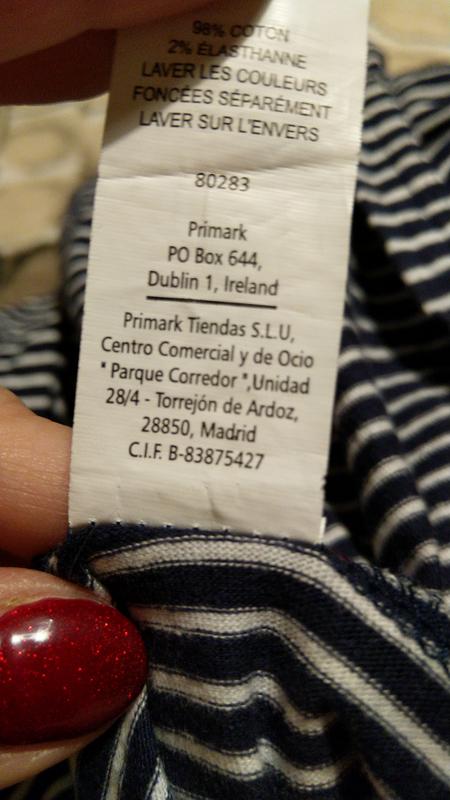 98% COTON
2% ÉLASTHANNE
LAVER LES COULEURS
FONCÉES SÉPARÉMENT
LAVER SUR L'ENVERS
80283
Primark
PO Box 644,
Dublin 1, Ireland
Primark Tiendas S.L.U,
Centro Comercial y de Ocio
" Parque Corredor ",Unidad
28/4 - Torrejón de Ardoz,
28850, Madrid
C.I.F. B-83875427